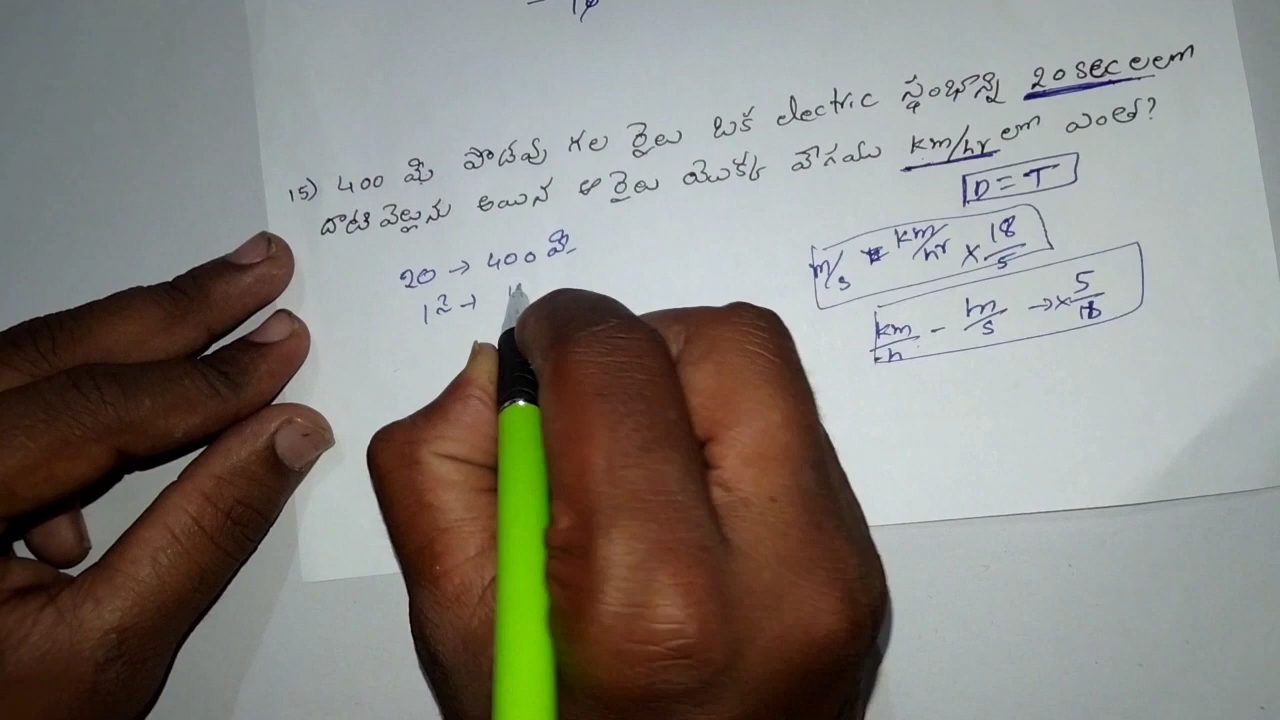 15) 400 మీ పొడవు గల రైలు ఒక electric స్థంభాన్ని 20 sec లలా
దాటి వెల్లును అయిన ఆ రైలు యొక్క వేగము km/hr లలా ఎంత?
D = T
20 → 400 మీ
m/s = km/hr × 18/5
1 →
km/h - m/s → × 5/18